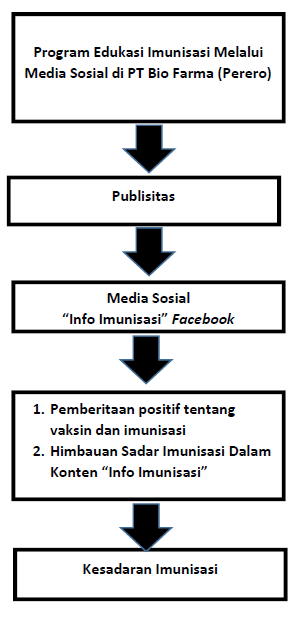 Program Edukasi Imunisasi Melalui
Media Sosial di PT Bio Farma (Perero)
Publisitas
Media Sosial
“Info Imunisasi” Facebook
1. Pemberitaan positif tentang
vaksin dan imunisasi
2. Himbauan Sadar Imunisasi Dalam
Konten “Info Imunisasi”
Kesadaran Imunisasi